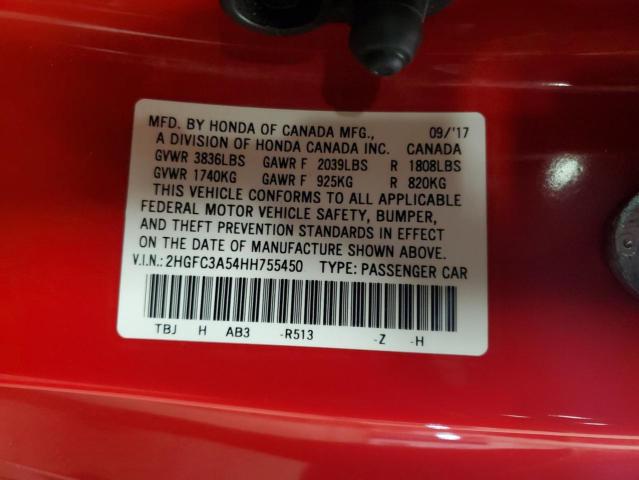 MFD. BY HONDA OF CANADA MFG., 09/'17
A DIVISION OF HONDA CANADA INC. CANADA
GVWR 3836LBS GAWR F 2039LBS R 1808LBS
GVWR 1740KG GAWR F 925KG R 820KG
THIS VEHICLE CONFORMS TO ALL APPLICABLE
FEDERAL MOTOR VEHICLE SAFETY, BUMPER,
AND THEFT PREVENTION STANDARDS IN EFFECT
ON THE DATE OF MANUFACTURE SHOWN ABOVE.
V.I.N.: 2HGFC3A54HH755450 TYPE: PASSENGER CAR
TBJ H AB3 -R513 -Z -H